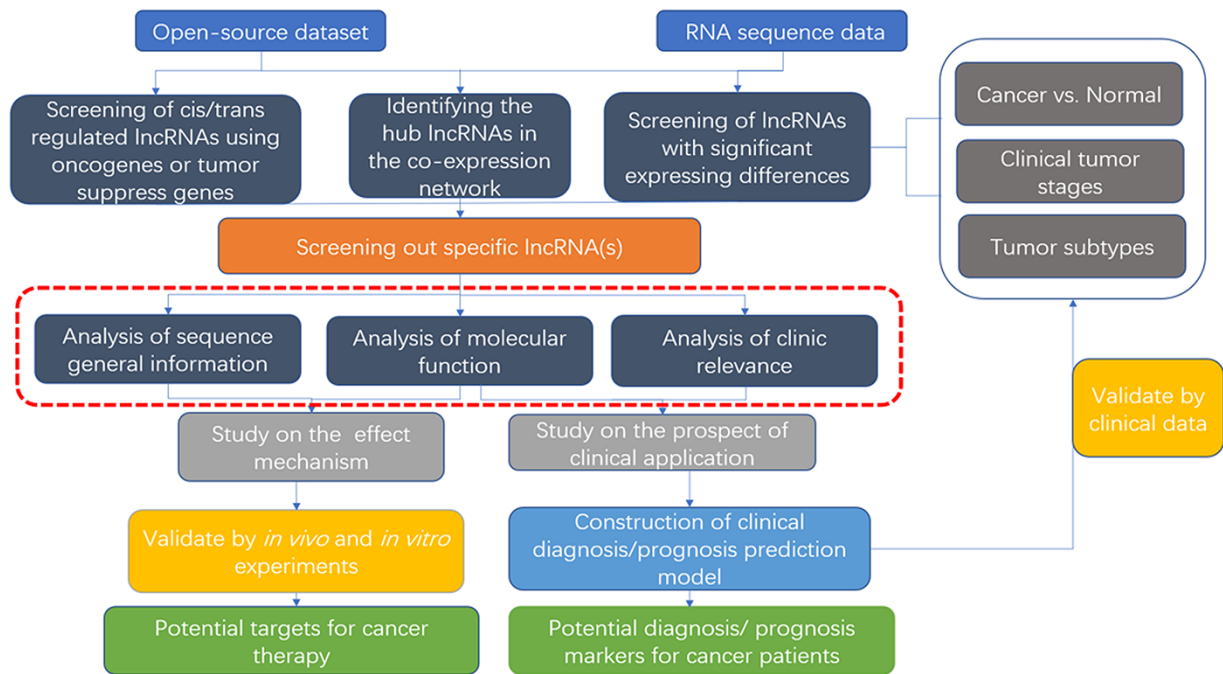 Open-source dataset
RNA sequence data
Screening of cis/trans
regulated lncRNAs using
oncogenes or tumor
suppress genes
Identifying the
hub lncRNAs in
the co-expression
network
Screening of lncRNAs
with significant
expressing differences
Cancer vs. Normal
Clinical tumor
stages
Tumor subtypes
Screening out specific lncRNA(s)
Analysis of sequence
general information
Analysis of molecular
function
Analysis of clinic
relevance
Validate by
clinical data
Study on the effect
mechanism
Study on the prospect of
clinical application
Validate by in vivo and in vitro
experiments
Construction of clinical
diagnosis/prognosis prediction
model
Potential targets for cancer
therapy
Potential diagnosis/ prognosis
markers for cancer patients